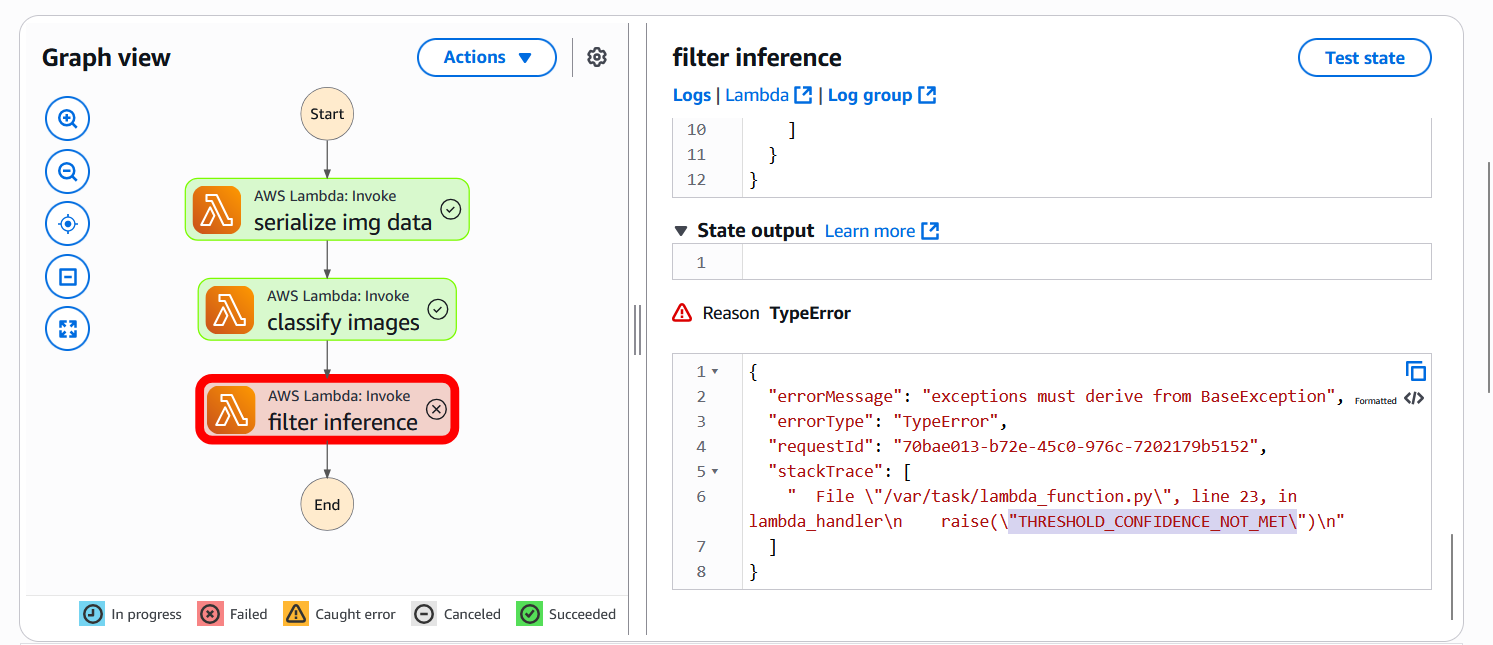 Graph view
Actions
Start
AWS Lambda: Invoke
serialize img data
AWS Lambda: Invoke
classify images
AWS Lambda: Invoke
filter inference
End
In progress
Failed
Caught error
Canceled
Succeeded
filter inference
Test state
Logs | Lambda | Log group
10 ]
11 }
12 }
State output Learn more
1
Reason TypeError
1 {
2 "errorMessage": "exceptions must derive from BaseException",
Formatted </>
3 "errorType": "TypeError",
4 "requestId": "70bae013-b72e-45c0-976c-7202179b5152",
5 "stackTrace": [
6 "  File \"/var/task/lambda_function.py\", line 23, in
lambda_handler\n    raise(\"THRESHOLD_CONFIDENCE_NOT_MET\")\n"
7 ]
8 }